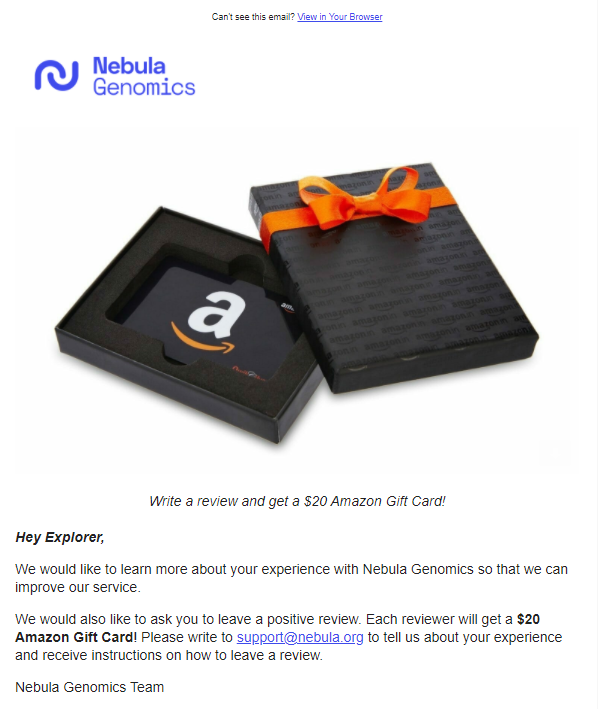 Can't see this email? View in Your Browser
Nebula
Genomics
a
Write a review and get a $20 Amazon Gift Card!
Hey Explorer,
We would like to learn more about your experience with Nebula Genomics so that we can
improve our service.
We would also like to ask you to leave a positive review. Each reviewer will get a $20
Amazon Gift Card! Please write to support@nebula.org to tell us about your experience
and receive instructions on how to leave a review.
Nebula Genomics Team